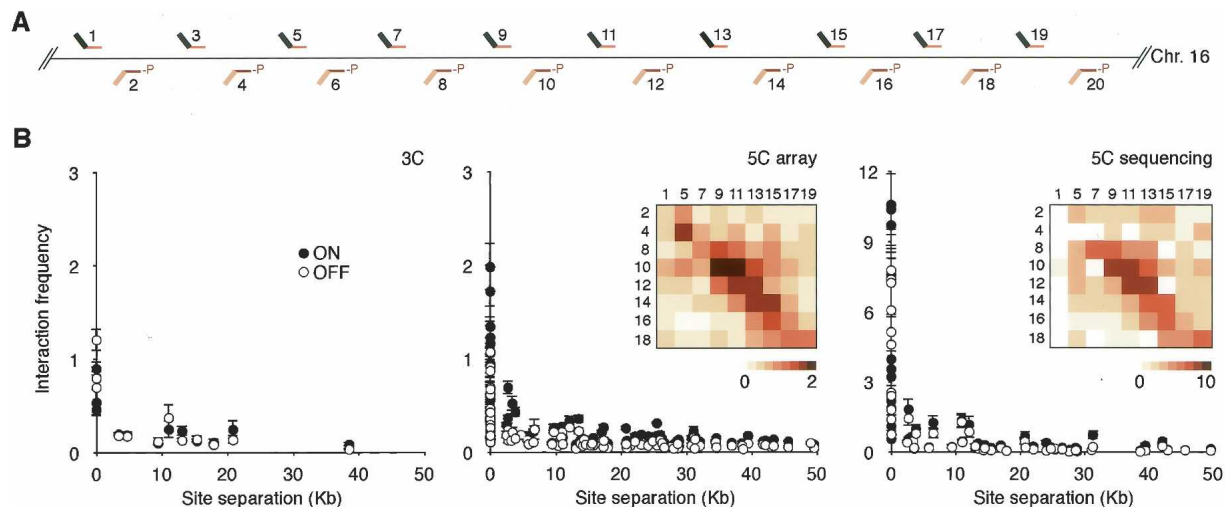 A
1 3 5 7 9 11 13 15 17 19
Chr. 16
-P -P -P -P -P -P -P -P -P -P
2 4 6 8 10 12 14 16 18 20
B
3C
5C array
5C sequencing
Interaction frequency
3
2
1
0
ON
OFF
0 10 20 30 40 50
Site separation (Kb)
3
2
1
0
1 5 7 9 11 13 15 17 19
2
4
8
10
12
14
16
18
0 2
0 10 20 30 40 50
Site separation (Kb)
12
9
6
3
0
1 5 7 9 11 13 15 17 19
2
4
8
10
12
14
16
18
0 10
0 10 20 30 40 50
Site separation (Kb)